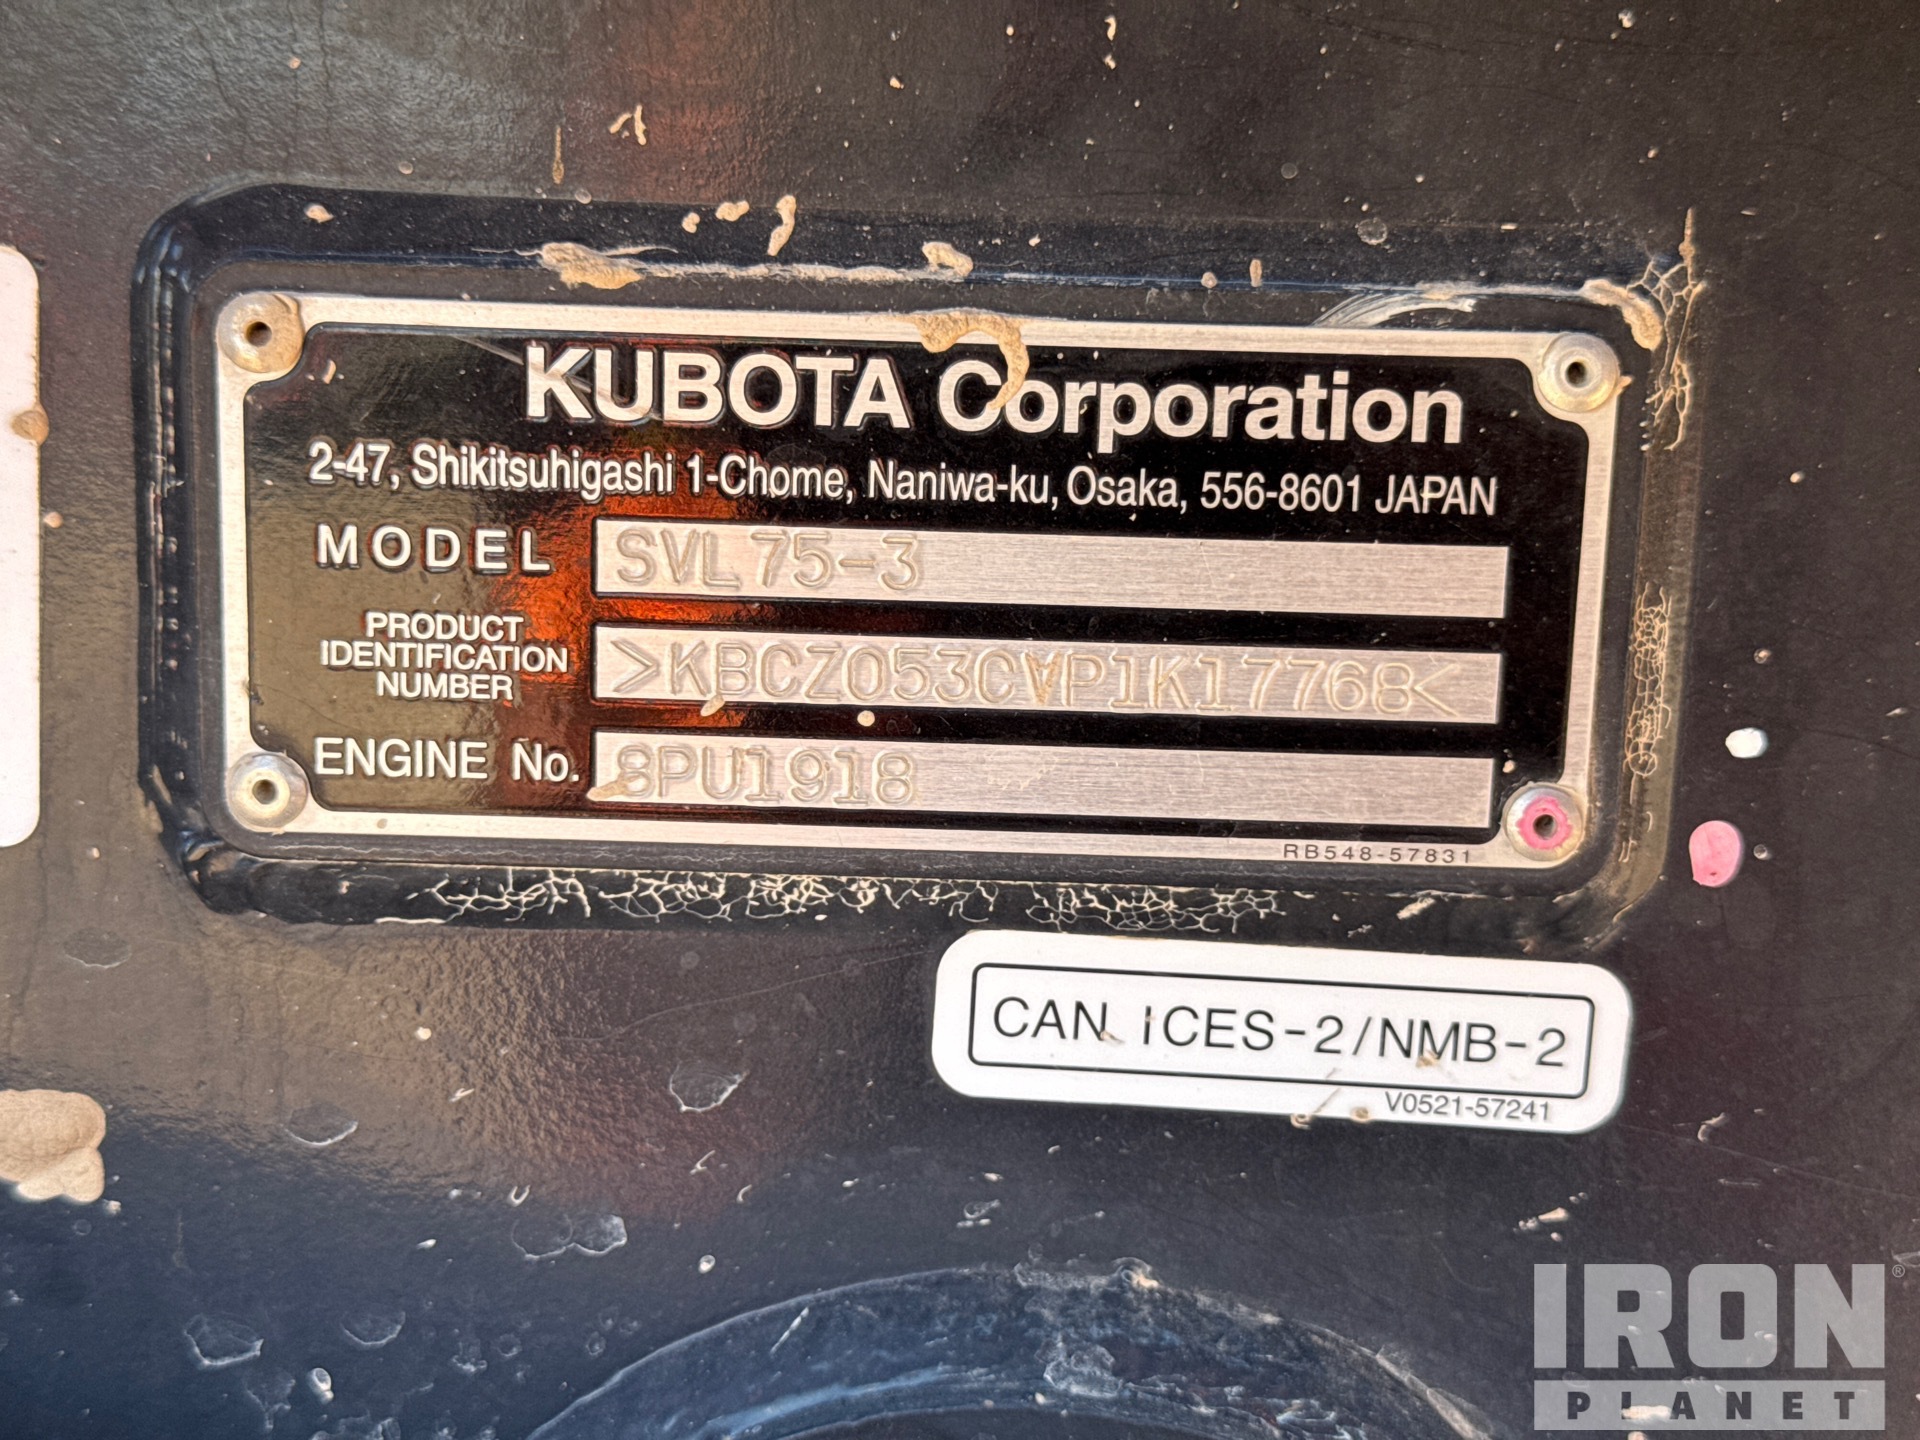 KUBOTA Corporation
2-47, Shikitsuhigashi 1-Chome, Naniwa-ku, Osaka, 556-8601 JAPAN
MODEL SVL75-3
PRODUCT
IDENTIFICATION
NUMBER
>KBCZ053CVP1K17768<
ENGINE No. 8PU1918
RB548-57831
CAN ICES-2/NMB-2
V0521-57241
IRON
PLANET